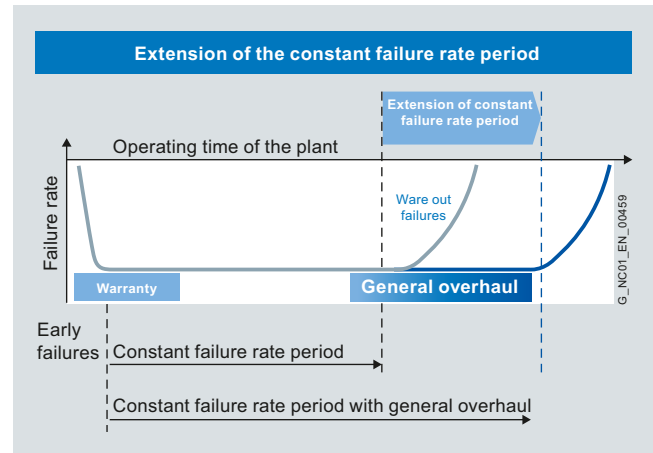 Extension of the constant failure rate period
Extension of constant
failure rate period
Operating time of the plant
Failure rate
Ware out
failures
Warranty
General overhaul
G_NC01_EN_00459
Early
failures
Constant failure rate period
Constant failure rate period with general overhaul